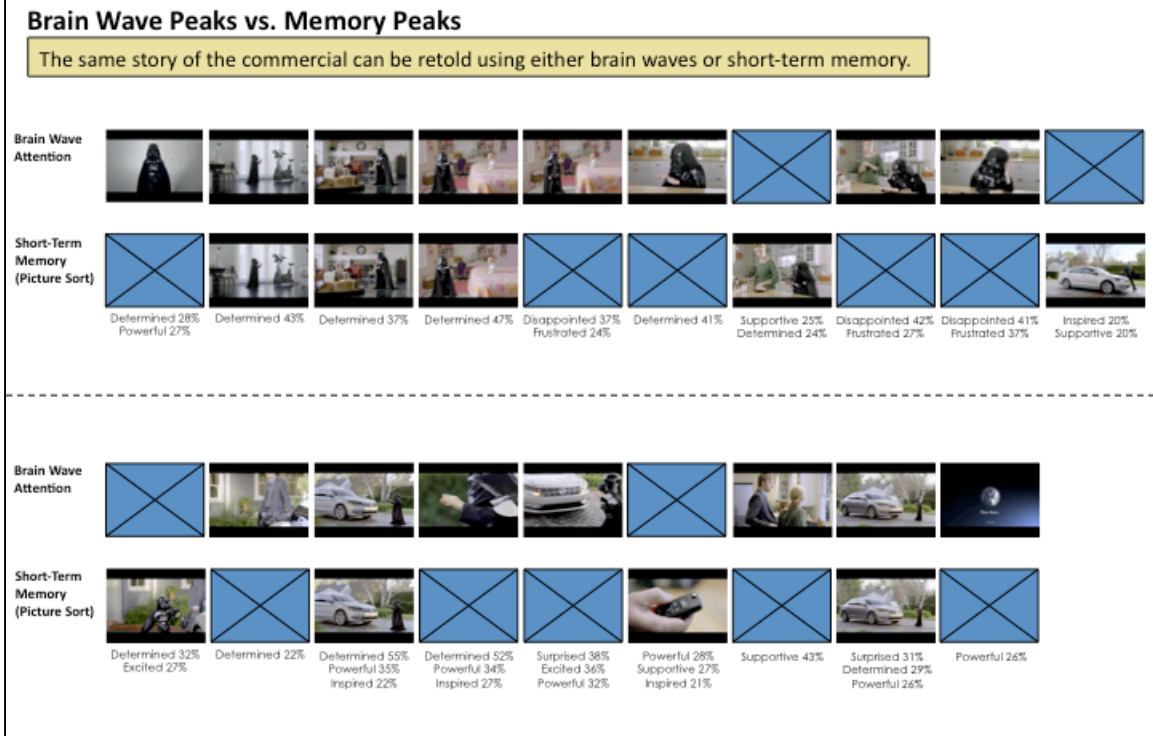 Brain Wave Peaks vs. Memory Peaks
The same story of the commercial can be retold using either brain waves or short-term memory.
Brain Wave
Attention
Short-Term
Memory
(Picture Sort)
Determined 28%
Powerful 27%
Determined 43%
Determined 37%
Determined 47%
Disappointed 37%
Frustrated 24%
Determined 41%
Supportive 25%
Determined 24%
Disappointed 42%
Frustrated 27%
Disappointed 41%
Frustrated 37%
Inspired 20%
Supportive 20%
Brain Wave
Attention
Short-Term
Memory
(Picture Sort)
Determined 32%
Excited 27%
Determined 22%
Determined 55%
Powerful 35%
Inspired 22%
Determined 52%
Powerful 34%
Inspired 27%
Surprised 38%
Excited 36%
Powerful 32%
Powerful 28%
Supportive 27%
Inspired 21%
Supportive 43%
Surprised 31%
Determined 29%
Powerful 26%
Powerful 26%